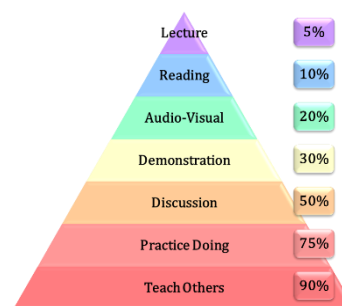 Lecture 5%
Reading 10%
Audio-Visual 20%
Demonstration 30%
Discussion 50%
Practice Doing 75%
Teach Others 90%